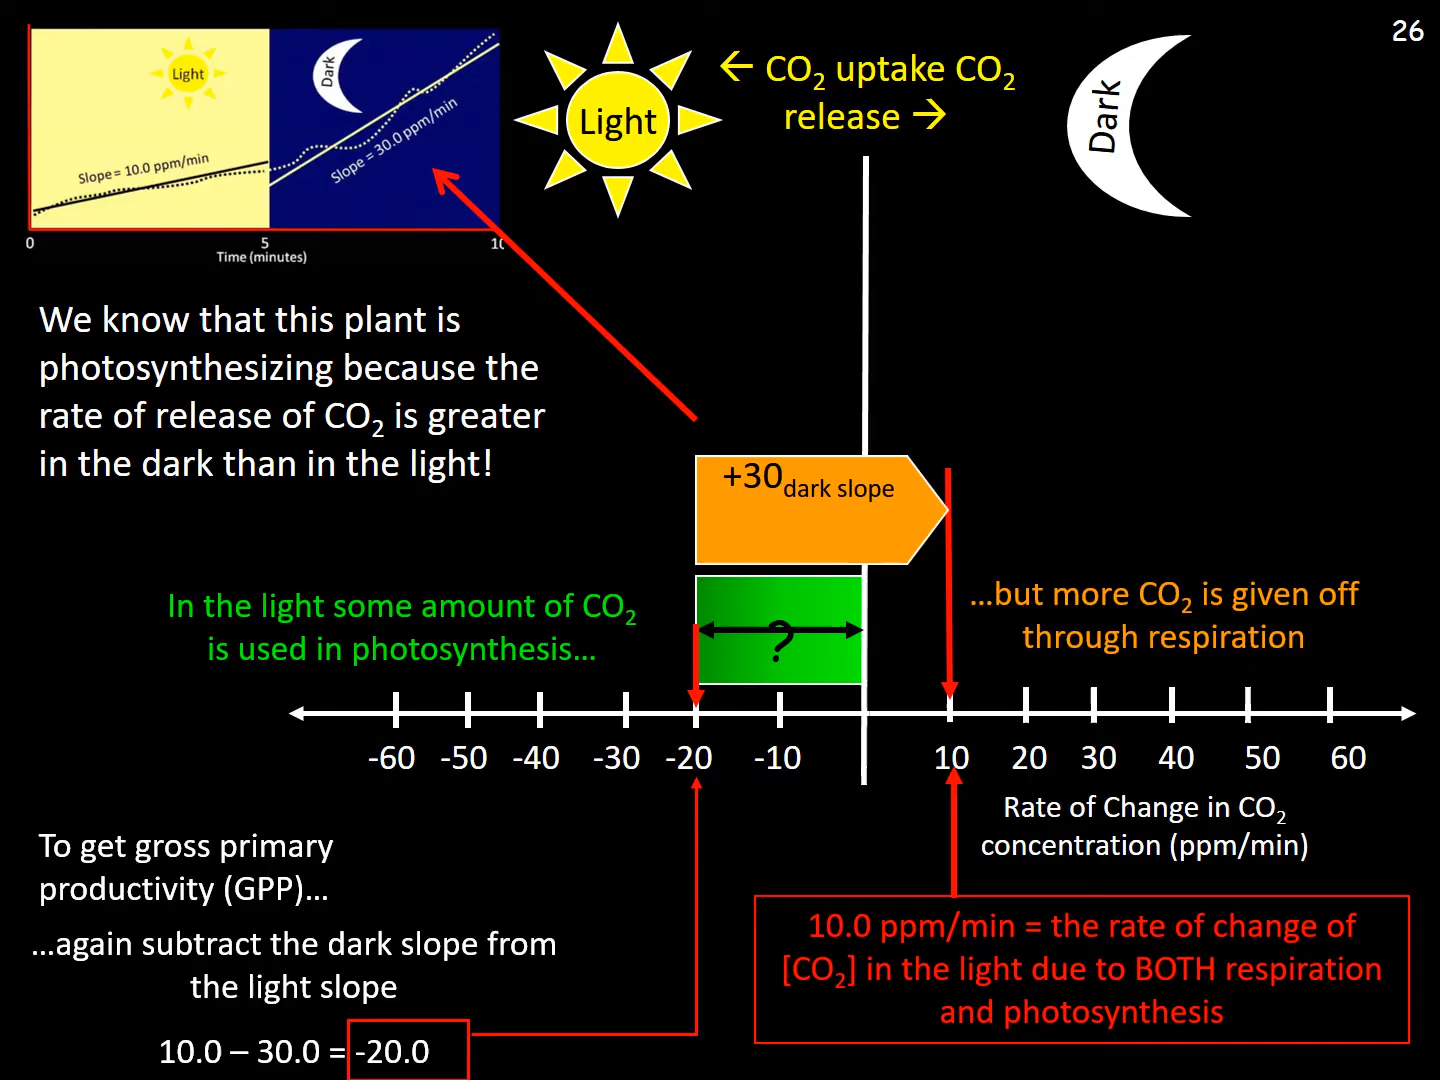 26
Light
Dark
Slope = 10.0 ppm/min
Slope = 30.0 ppm/min
0
5
10
Time (minutes)
Light
← CO₂ uptake CO₂
release →
Dark
We know that this plant is
photosynthesizing because the
rate of release of CO₂ is greater
in the dark than in the light!
+30dark slope
In the light some amount of CO₂
is used in photosynthesis...
?
...but more CO₂ is given off
through respiration
-60 -50 -40 -30 -20 -10 10 20 30 40 50 60
Rate of Change in CO₂
concentration (ppm/min)
To get gross primary
productivity (GPP)...
...again subtract the dark slope from
the light slope
10.0 – 30.0 = -20.0
10.0 ppm/min = the rate of change of
[CO₂] in the light due to BOTH respiration
and photosynthesis